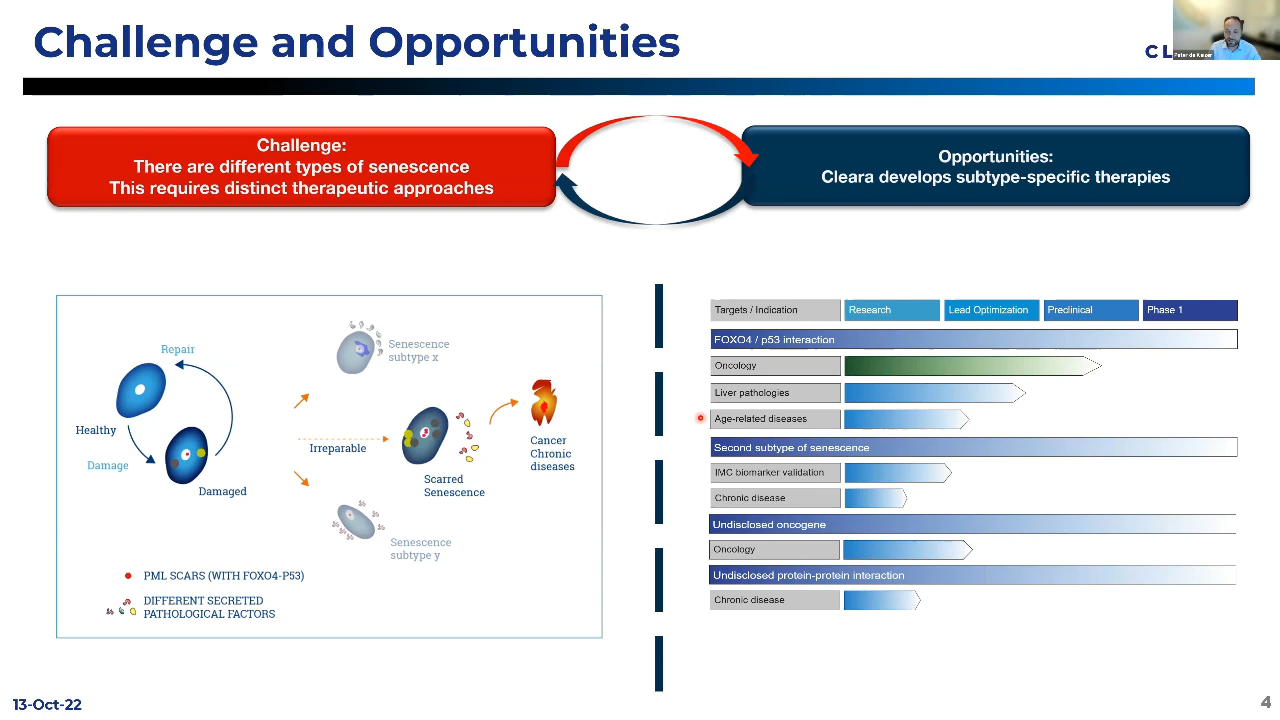 Challenge and Opportunities
CL
Peter de Keizer
Challenge:
There are different types of senescence
This requires distinct therapeutic approaches
Opportunities:
Cleara develops subtype-specific therapies
Repair
Healthy
Damage
Damaged
Irreparable
Senescence
subtype x
Scarred
Senescence
Cancer
Chronic
diseases
Senescence
subtype y
PML SCARS (WITH FOXO4-P53)
DIFFERENT SECRETED
PATHOLOGICAL FACTORS
Targets / Indication
Research
Lead Optimization
Preclinical
Phase 1
FOXO4 / p53 interaction
Oncology
Liver pathologies
Age-related diseases
Second subtype of senescence
IMC biomarker validation
Chronic disease
Undisclosed oncogene
Oncology
Undisclosed protein-protein interaction
Chronic disease
13-Oct-22
4